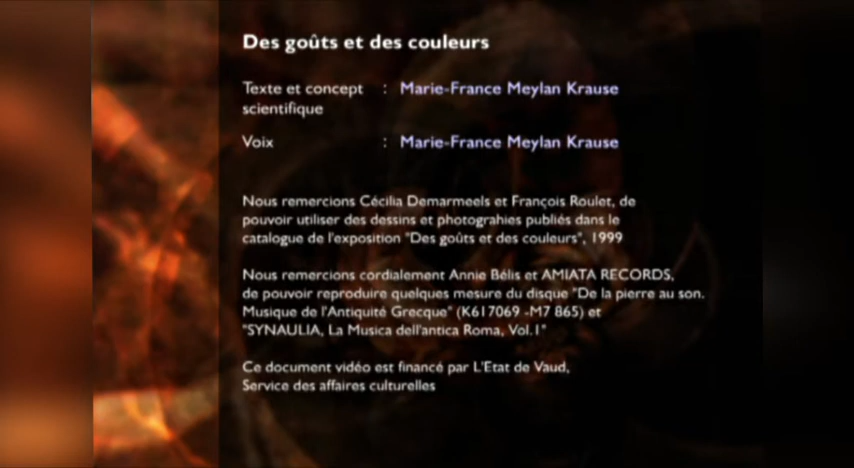 Des goûts et des couleurs
Texte et concept : Marie-France Meylan Krause
scientifique
Voix : Marie-France Meylan Krause
Nous remercions Cécilia Demarmeels et François Roulet, de
pouvoir utiliser des dessins et photograhies publiés dans le
catalogue de l'exposition "Des goûts et des couleurs", 1999
Nous remercions cordialement Annie Bélis et AMIATA RECORDS,
de pouvoir reproduire quelques mesure du disque "De la pierre au son.
Musique de l'Antiquité Grecque" (K617069 -M7 865) et
"SYNAULIA, La Musica dell'antica Roma, Vol.1"
Ce document vidéo est financé par L'Etat de Vaud,
Service des affaires culturelles